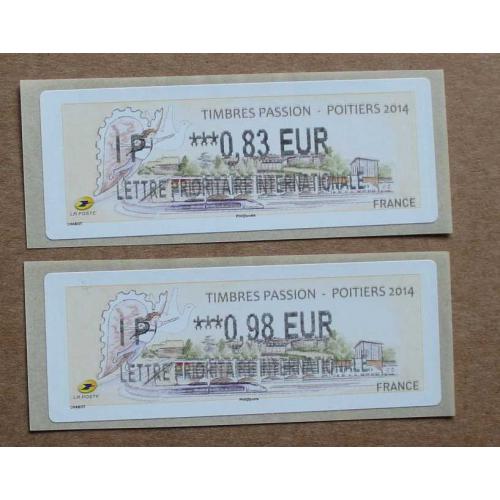 TIMBRES PASSION - POITIERS 2014
IP ***0,83 EUR
LETTRE PRIORITAIRE INTERNATIONALE
LA POSTE
FRANCE
TIMBRES PASSION - POITIERS 2014
IP ***0,98 EUR
LETTRE PRIORITAIRE INTERNATIONALE
LA POSTE
FRANCE